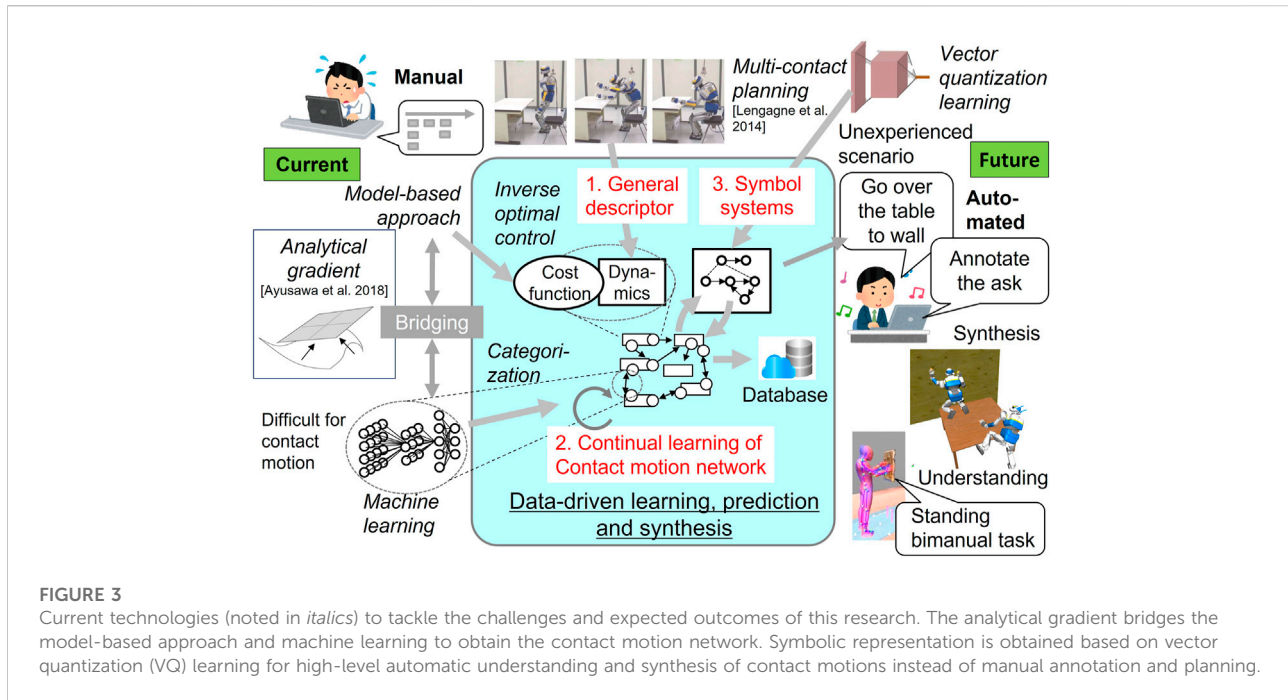 Manual
Current
Multi-contact
planning
[Lengagne et al.
2014]
Vector
quantization
learning
Unexperienced
scenario
Future
Auto-
mated
Go over
the table
to wall
Annotate
the ask
Synthesis
Understanding
Standing
bimanual task
Model-based
approach
Analytical
gradient
[Ayusawa et al. 2018]
Bridging
Difficult for
contact
motion
Machine
learning
Inverse
optimal
control
1. General
descriptor
3. Symbol
systems
Cost
function
Dyna-
mics
Categori-
zation
Database
2. Continual learning of
Contact motion network
Data-driven learning, prediction
and synthesis
FIGURE 3
Current technologies (noted in italics) to tackle the challenges and expected outcomes of this research. The analytical gradient bridges the
model-based approach and machine learning to obtain the contact motion network. Symbolic representation is obtained based on vector
quantization (VQ) learning for high-level automatic understanding and synthesis of contact motions instead of manual annotation and planning.